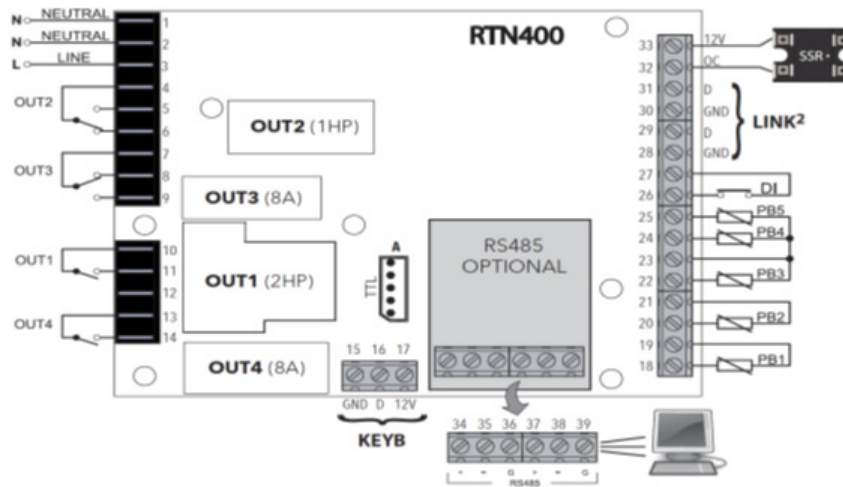 RTN400
N NEUTRAL 1
N NEUTRAL 2
L LINE 3
4
OUT2 5
6
7
OUT3 8
9
10
OUT1 11
12
13
OUT4 14
OUT2 (1HP)
OUT3 (8A)
OUT1 (2HP)
OUT4 (8A)
A
TTL
15 16 17
GND D 12V
KEYB
RS485
OPTIONAL
34 35 36 37 38 39
+ - G + - G
RS485
33 12V
SSR
32 OC
31 D
30 GND
LINK²
29 D
28 GND
27
26 DI
25 PB5
24 PB4
23
22 PB3
21
20 PB2
19
18 PB1